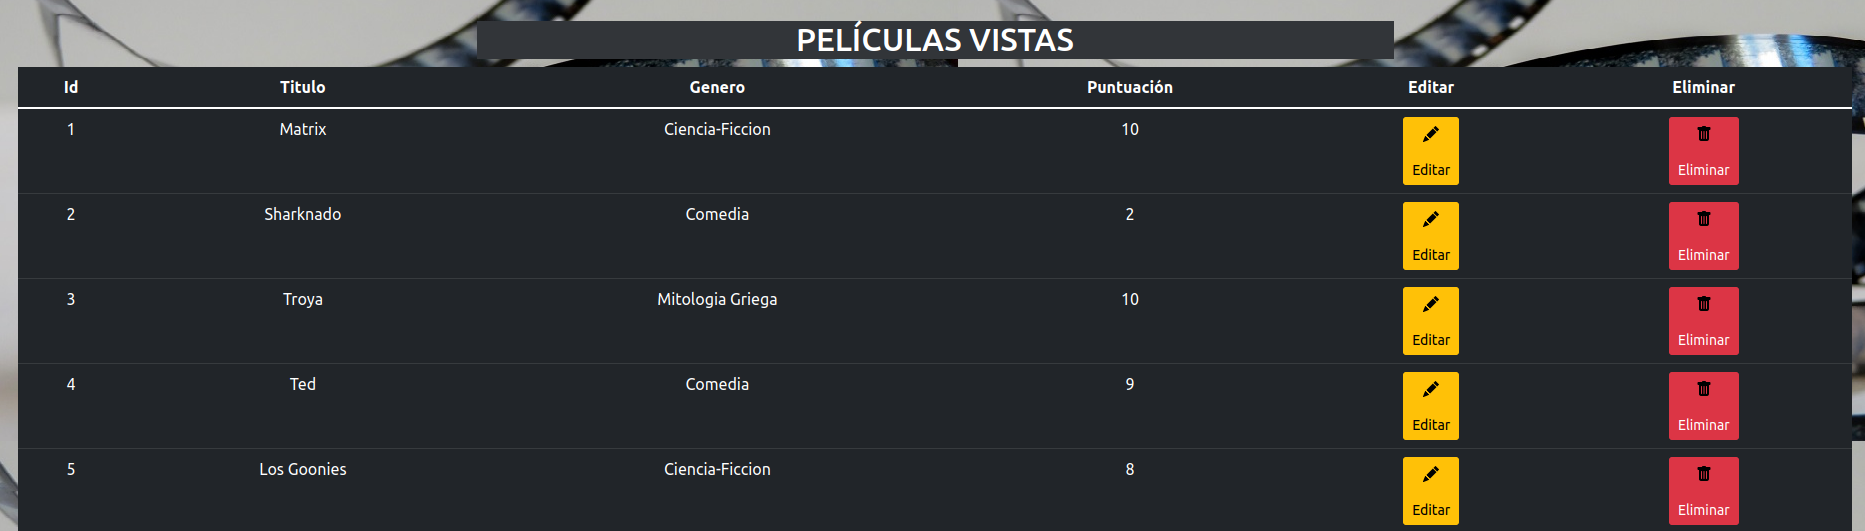 PELÍCULAS VISTAS
Id Titulo Genero Puntuación Editar Eliminar
1 Matrix Ciencia-Ficcion 10
Editar Eliminar
2 Sharknado Comedia 2
Editar Eliminar
3 Troya Mitologia Griega 10
Editar Eliminar
4 Ted Comedia 9
Editar Eliminar
5 Los Goonies Ciencia-Ficcion 8
Editar Eliminar